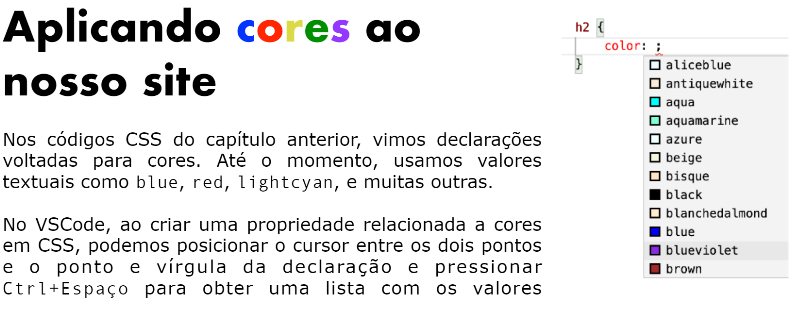 Aplicando cores ao
nosso site
Nos códigos CSS do capítulo anterior, vimos declarações
voltadas para cores. Até o momento, usamos valores
textuais como blue, red, lightcyan, e muitas outras.
No VSCode, ao criar uma propriedade relacionada a cores
em CSS, podemos posicionar o cursor entre os dois pontos
e o ponto e vírgula da declaração e pressionar
Ctrl+Espaço para obter uma lista com os valores
h2 {
color: ;
}
aliceblue
antiquewhite
aqua
aquamarine
azure
beige
bisque
black
blanchedalmond
blue
blueviolet
brown